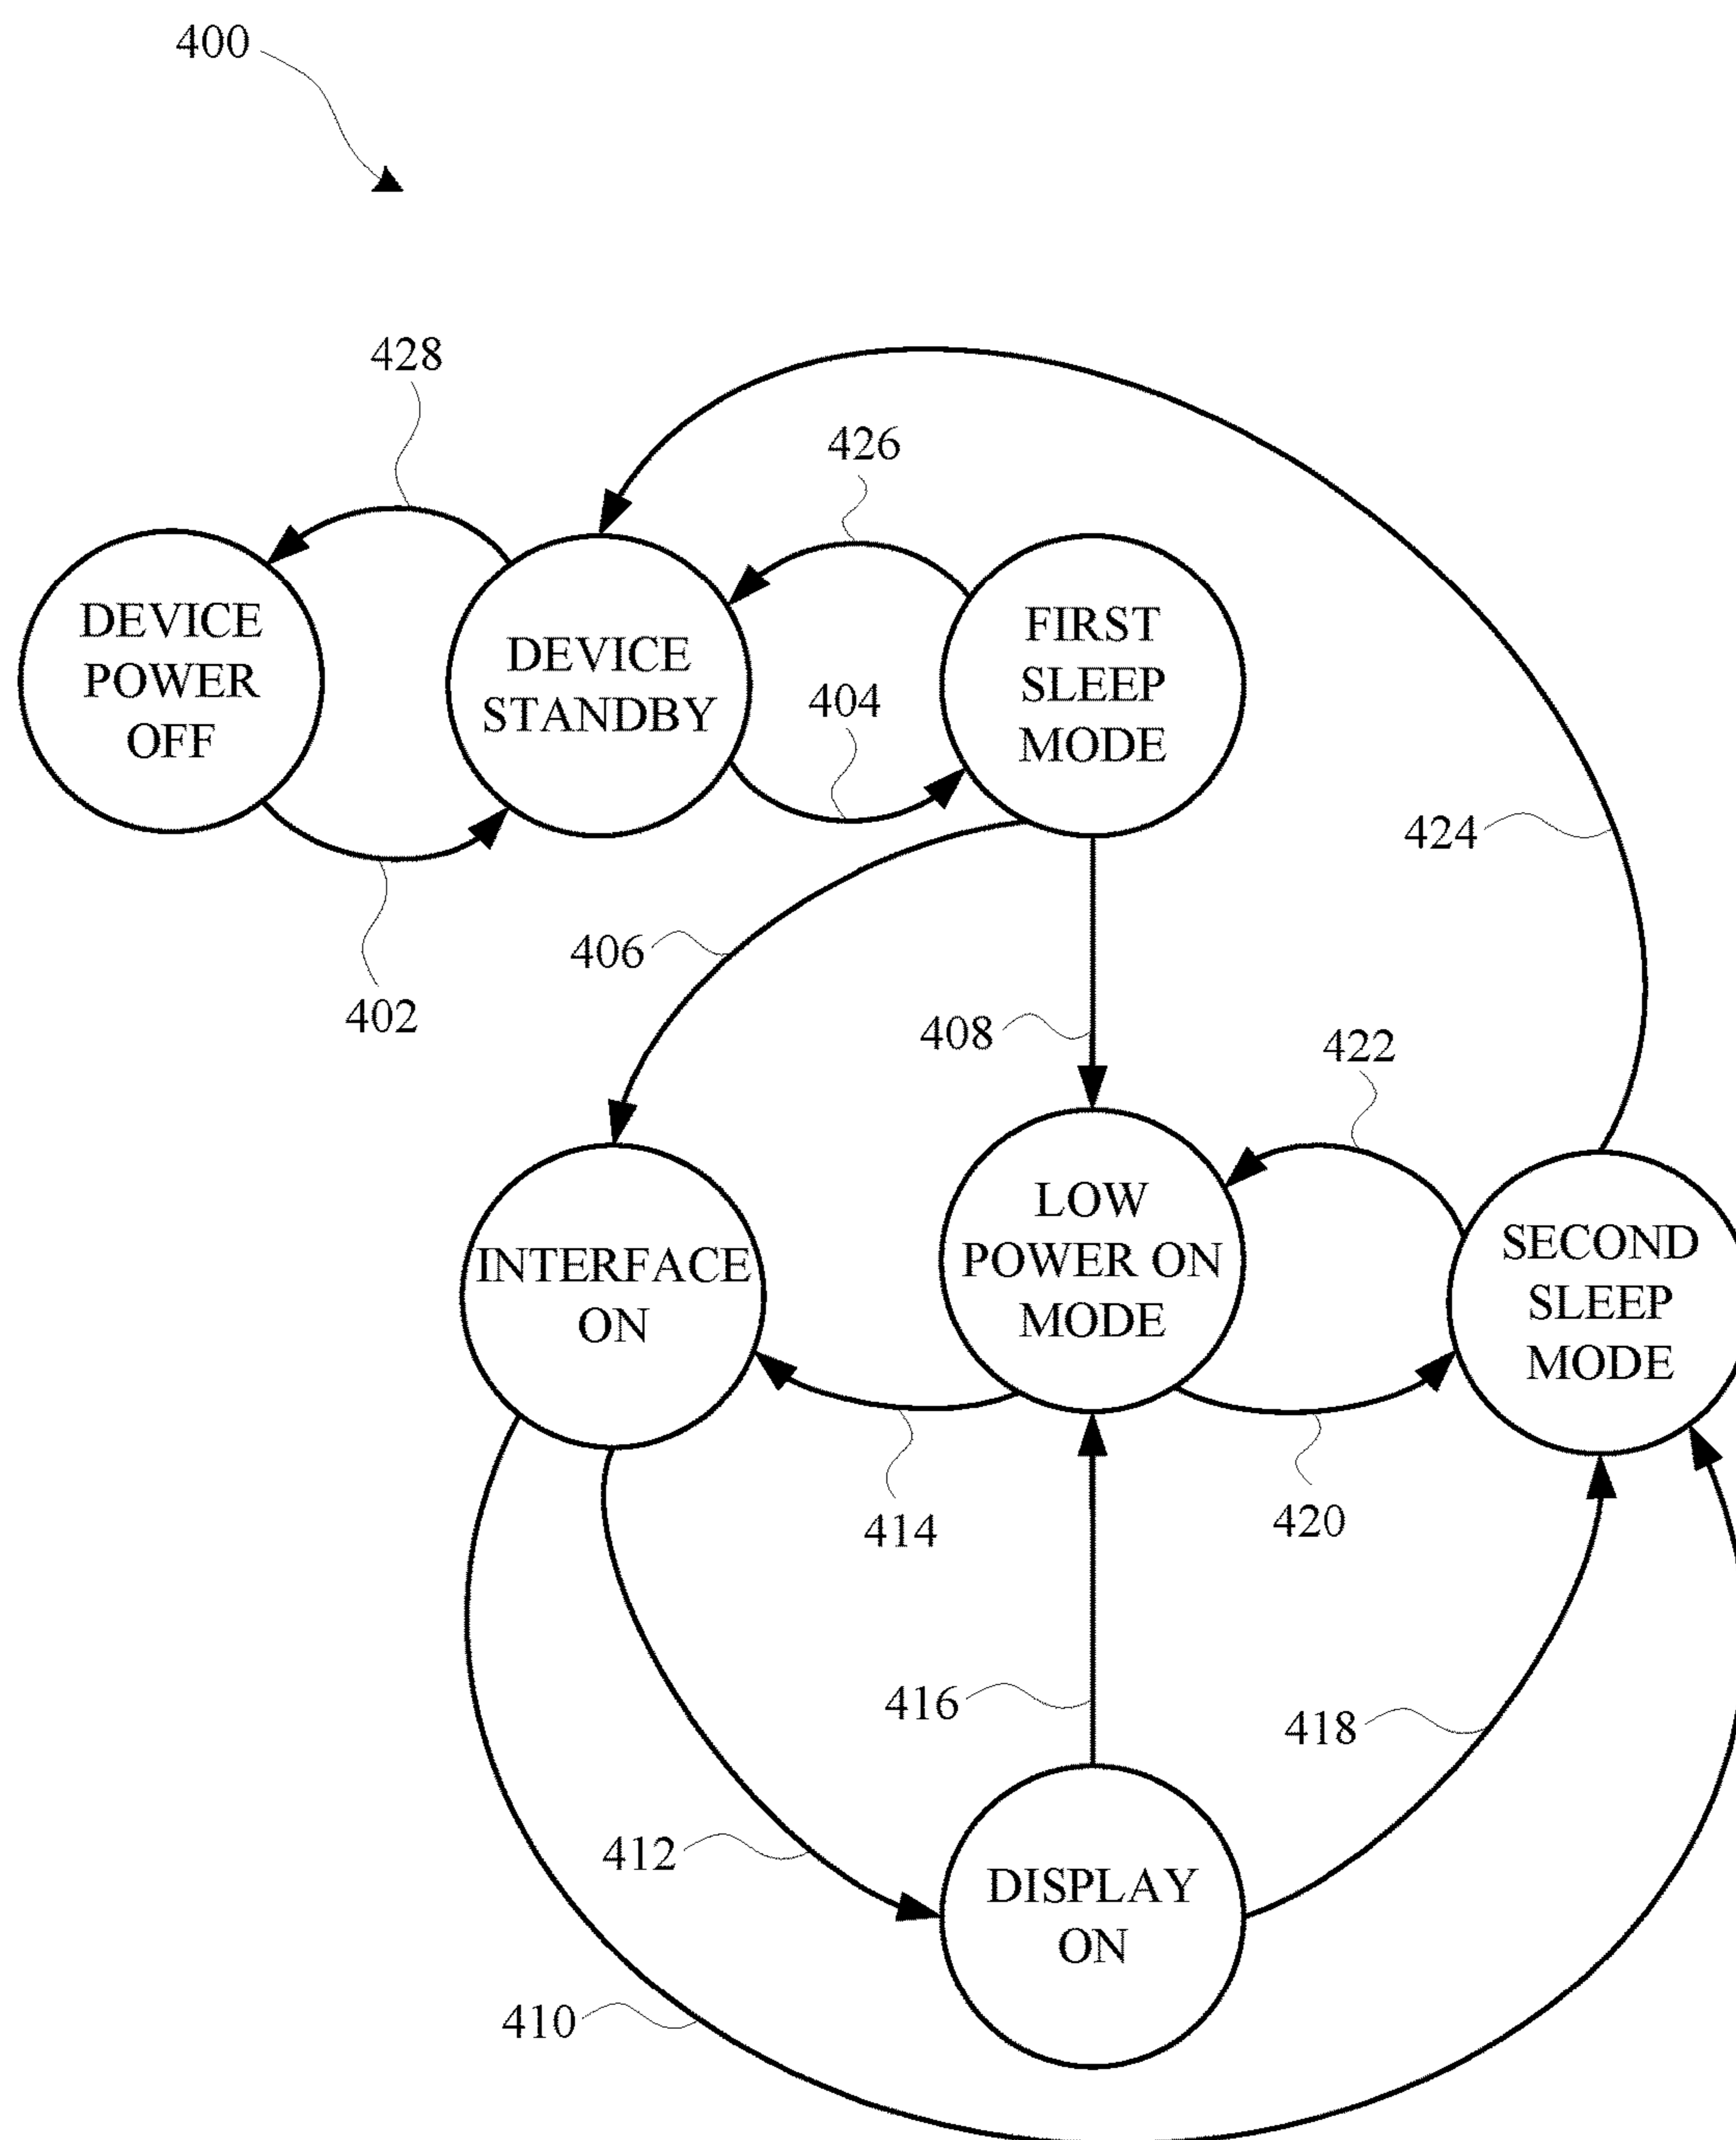 400
428
426
DEVICE
POWER
OFF
DEVICE
STANDBY
FIRST
SLEEP
MODE
404
424
406
402
408
422
LOW
POWER ON
MODE
INTERFACE
ON
SECOND
SLEEP
MODE
414
420
416
418
412
DISPLAY
ON
410